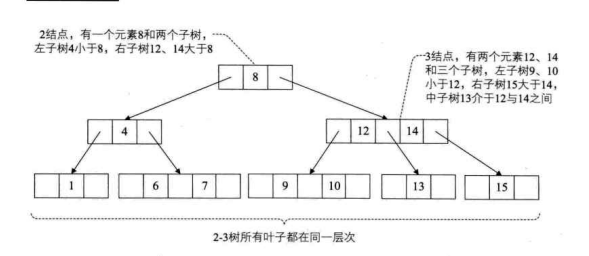 2结点，有一个元素8和两个子树，
左子树4小于8，右子树12、14大于8
3结点，有两个元素12、14
和三个子树，左子树9、10
小于12，右子树15大于14，
中子树13介于12与14之间
8
4
12 14
1
6 7
9 10
13
15
2-3树所有叶子都在同一层次